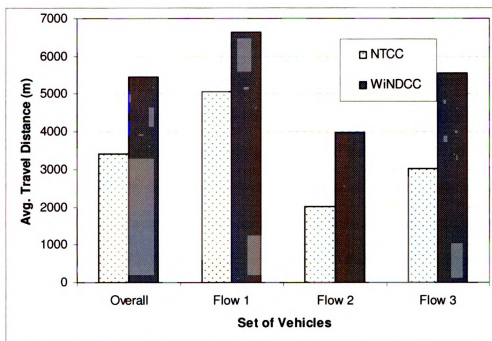 7000
6000
5000
4000
3000
2000
1000
0
Avg. Travel Distance (m)
NTCC
WiNDCC
Overall
Flow 1
Flow 2
Flow 3
Set of Vehicles